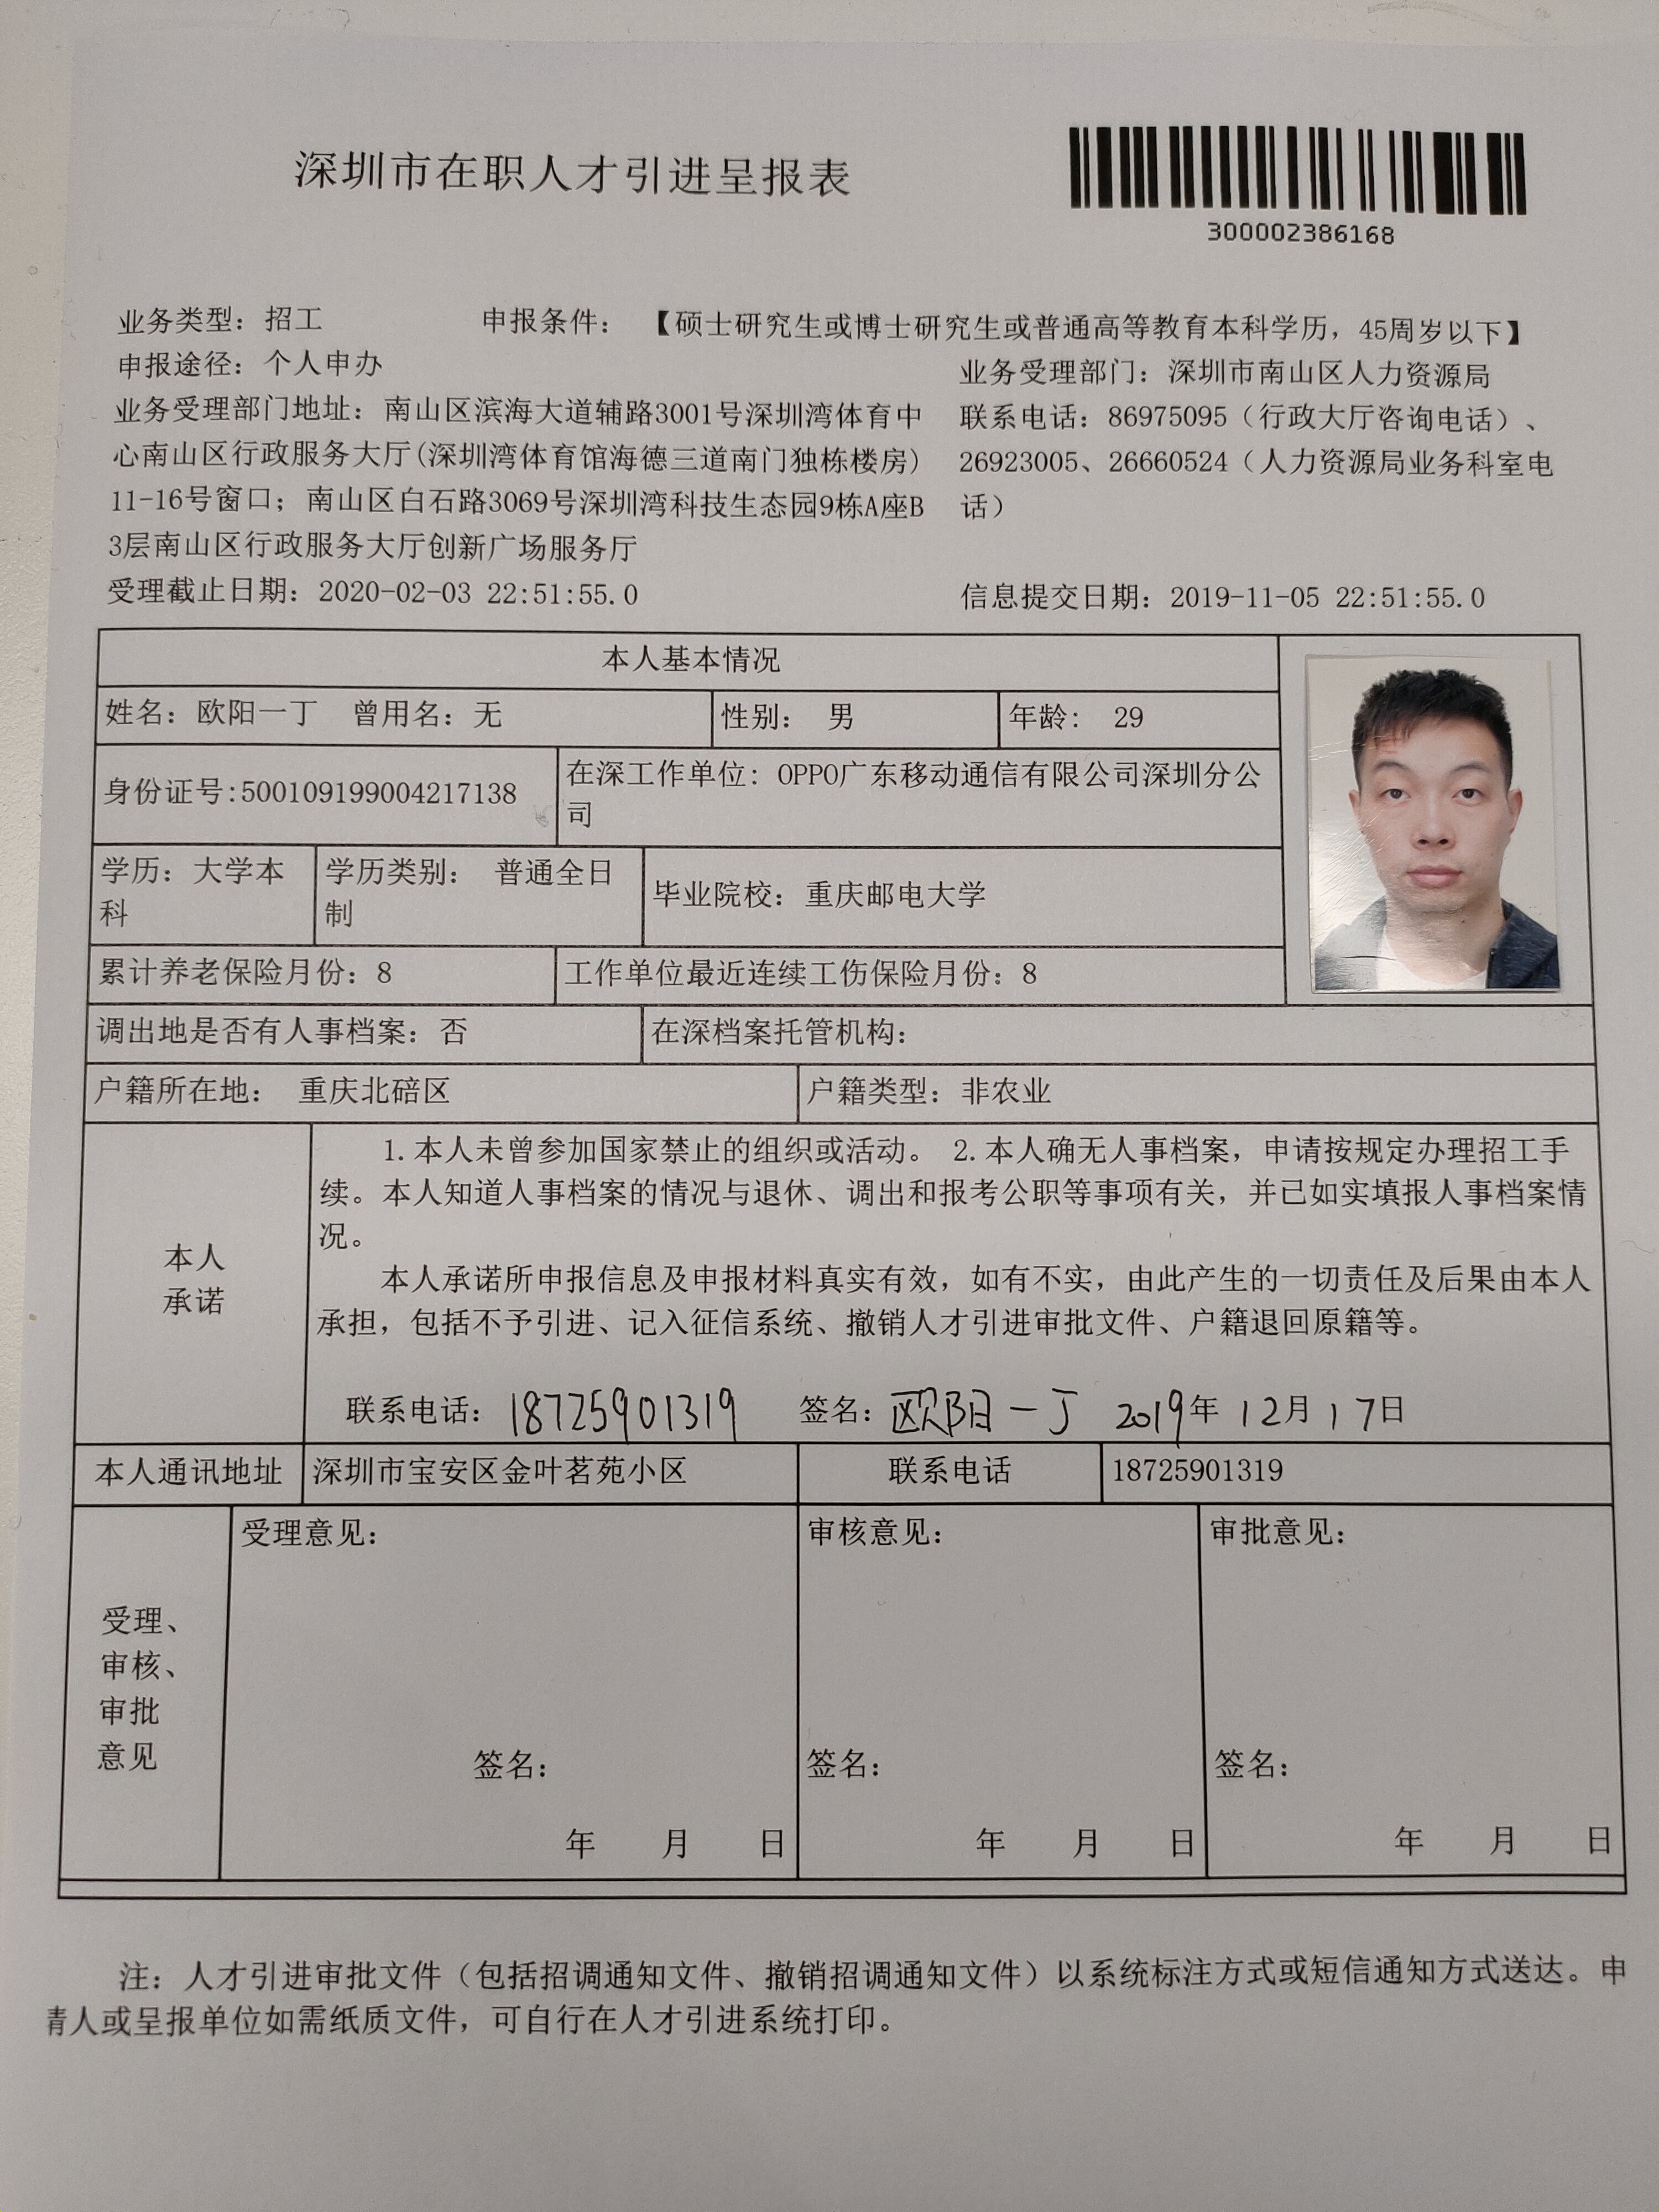 深圳市在职人才引进呈报表
300002386168
业务类型：招工 申报条件：【硕士研究生或博士研究生或普通高等教育本科学历，45周岁以下】
申报途径：个人申办
业务受理部门：深圳市南山区人力资源局
业务受理部门地址：南山区滨海大道辅路3001号深圳湾体育中
心南山区行政服务大厅(深圳湾体育馆海德三道南门独栋楼房)
11-16号窗口；南山区白石路3069号深圳湾科技生态园9栋A座B
3层南山区行政服务大厅创新广场服务厅
联系电话：86975095（行政大厅咨询电话）、
26923005、26660524（人力资源局业务科室电
话）
受理截止日期：2020-02-03 22:51:55.0 信息提交日期：2019-11-05 22:51:55.0
本人基本情况
姓名：欧阳一丁 曾用名：无 性别： 男 年龄： 29
身份证号:500109199004217138
在深工作单位：OPPO广东移动通信有限公司深圳分公
司
学历：大学本
科
学历类别： 普通全日
制
毕业院校：重庆邮电大学
累计养老保险月份：8 工作单位最近连续工伤保险月份：8
调出地是否有人事档案：否 在深档案托管机构：
户籍所在地： 重庆北碚区 户籍类型：非农业
本人
承诺
1.本人未曾参加国家禁止的组织或活动。 2.本人确无人事档案，申请按规定办理招工手
续。本人知道人事档案的情况与退休、调出和报考公职等事项有关，并已如实填报人事档案情
况。
本人承诺所申报信息及申报材料真实有效，如有不实，由此产生的一切责任及后果由本人
承担，包括不予引进、记入征信系统、撤销人才引进审批文件、户籍退回原籍等。
联系电话：18725901319 签名：欧阳一丁 2019年 12月 17日
本人通讯地址 深圳市宝安区金叶茗苑小区 联系电话 18725901319
受理、
审核、
审批
意见
受理意见： 审核意见： 审批意见：
签名： 签名： 签名：
年 月 日 年 月 日 年 月 日
注：人才引进审批文件（包括招调通知文件、撤销招调通知文件）以系统标注方式或短信通知方式送达。申
请人或呈报单位如需纸质文件，可自行在人才引进系统打印。